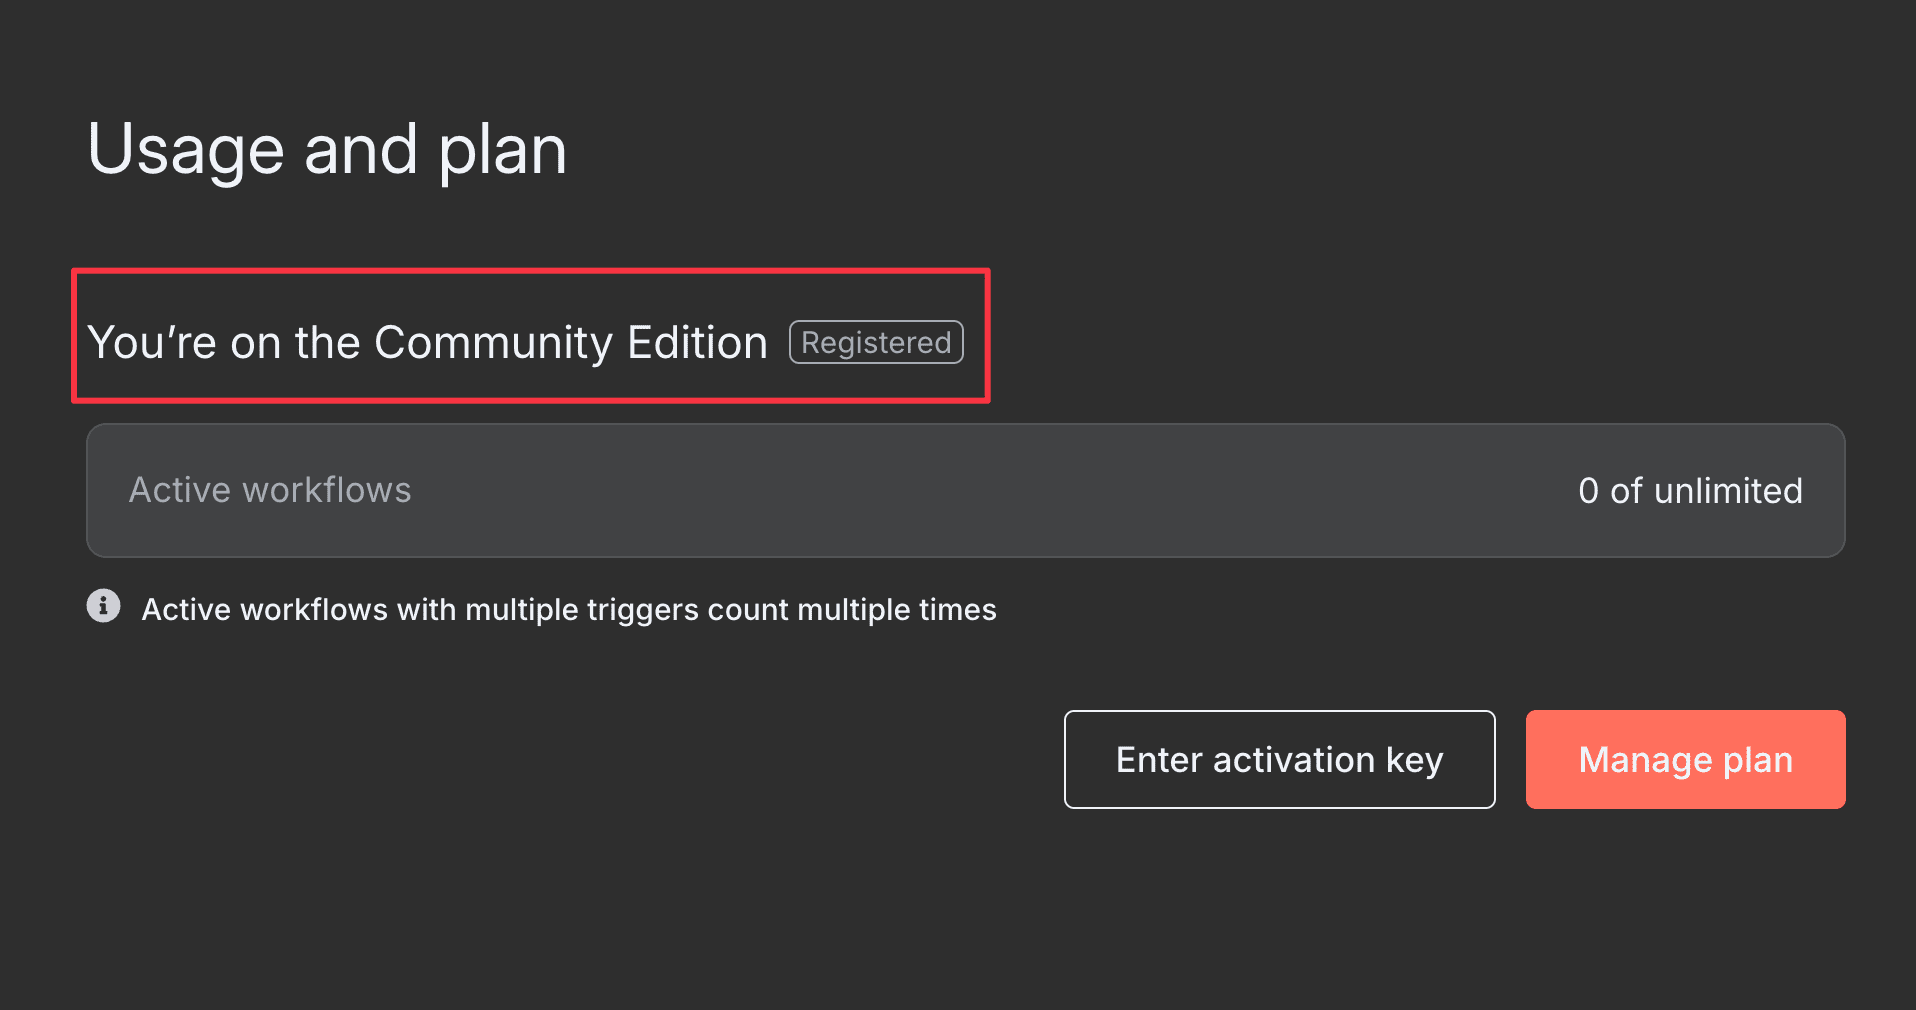 Usage and plan
You’re on the Community Edition Registered
Active workflows 0 of unlimited
Active workflows with multiple triggers count multiple times
Enter activation key Manage plan